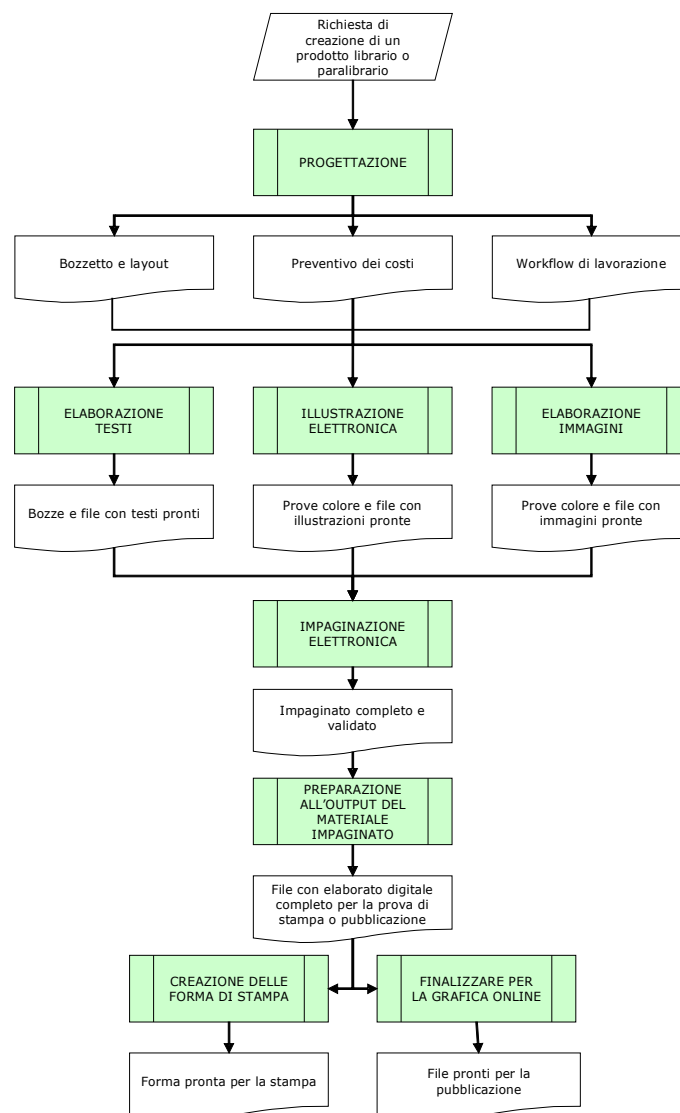 Richiesta di
creazione di un
prodotto librario o
paralibrario
PROGETTAZIONE
Bozzetto e layout
Preventivo dei costi
Workflow di lavorazione
ELABORAZIONE
TESTI
ILLUSTRAZIONE
ELETTRONICA
ELABORAZIONE
IMMAGINI
Bozze e file con testi pronti
Prove colore e file con
illustrazioni pronte
Prove colore e file con
immagini pronte
IMPAGINAZIONE
ELETTRONICA
Impaginato completo e
validato
PREPARAZIONE
ALL'OUTPUT DEL
MATERIALE
IMPAGINATO
File con elaborato digitale
completo per la prova di
stampa o pubblicazione
CREAZIONE DELLE
FORMA DI STAMPA
FINALIZZARE PER
LA GRAFICA ONLINE
Forma pronta per la stampa
File pronti per la
pubblicazione